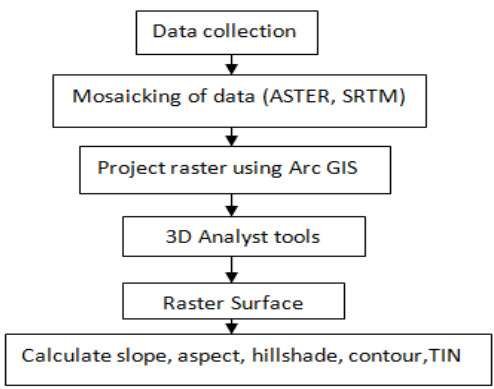 Data collection
Mosaicking of data (ASTER, SRTM)
Project raster using Arc GIS
3D Analyst tools
Raster Surface
Calculate slope, aspect, hillshade, contour,TIN